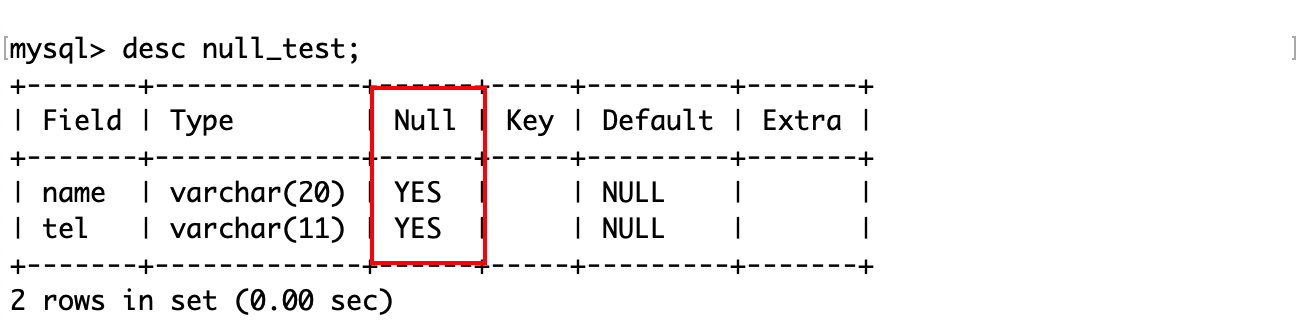 [mysql> desc null_test; ]
+-------+-------------+------+-----+---------+-------+
| Field | Type        | Null | Key | Default | Extra |
+-------+-------------+------+-----+---------+-------+
| name  | varchar(20) | YES  |     | NULL    |       |
| tel   | varchar(11) | YES  |     | NULL    |       |
+-------+-------------+------+-----+---------+-------+
2 rows in set (0.00 sec)